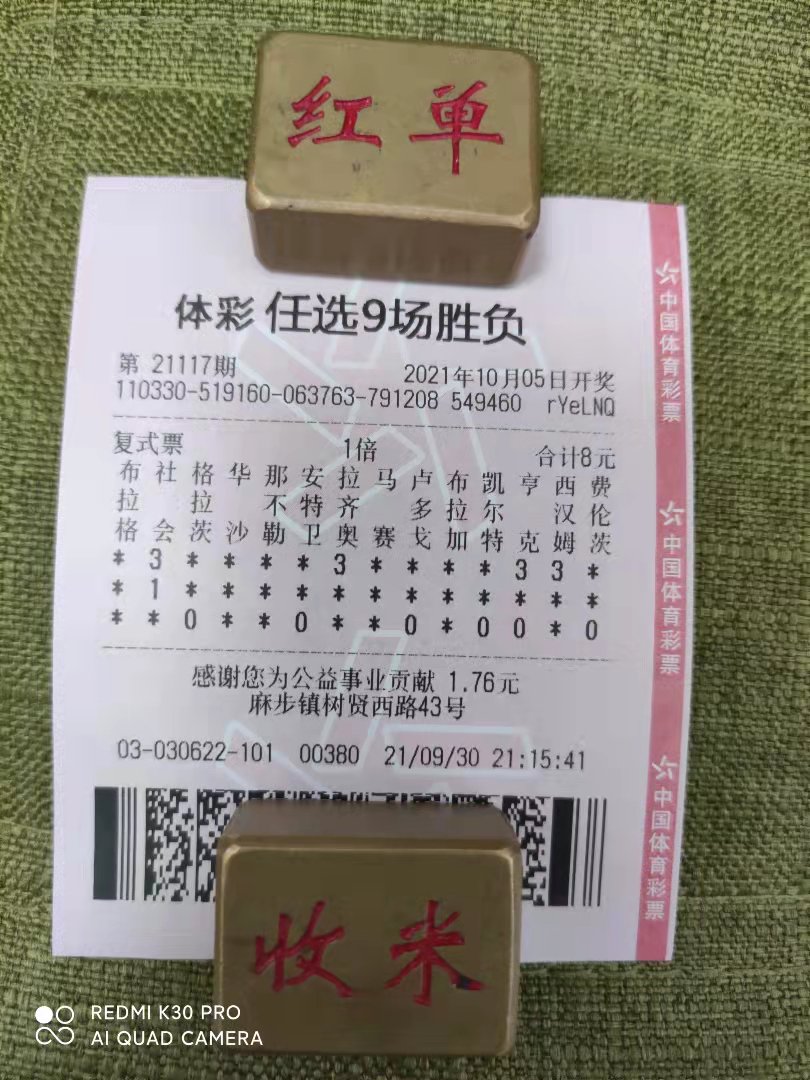 红单
体彩 任选9场胜负
第 21117期 2021年10月05日开奖
110330-519160-063763-791208 549460 rYeLNQ
复式票 1倍 合计8元
布 社 格 华 那 安 拉 马 卢 布 凯 亨 西 费
拉 拉 不 特 齐 多 拉 尔 汉 伦
格 会 茨 沙 勒 卫 奥 赛 戈 加 特 克 姆 茨
* 3 * * * * 3 * * * * 3 3 *
* 1 * * * * * * * * * * * *
* * 0 * * 0 * * 0 * 0 0 * 0
感谢您为公益事业贡献 1.76元
麻步镇树贤西路43号
03-030622-101 00380 21/09/30 21:15:41
中国体育彩票
中国体育彩票
中国体育彩票
收米
REDMI K30 PRO
AI QUAD CAMERA